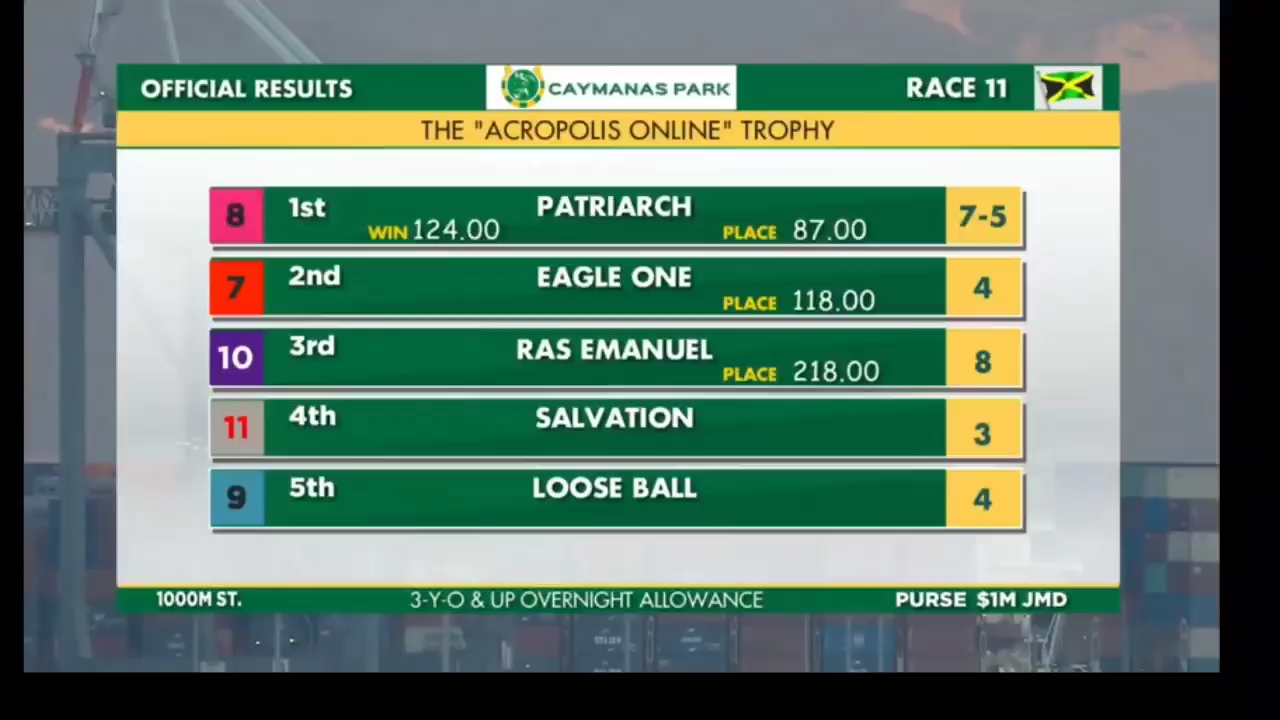 OFFICIAL RESULTS
CAYMANAS PARK
RACE 11
THE "ACROPOLIS ONLINE" TROPHY
8 1st PATRIARCH 7-5
WIN 124.00 PLACE 87.00
7 2nd EAGLE ONE 4
PLACE 118.00
10 3rd RAS EMANUEL 8
PLACE 218.00
11 4th SALVATION 3
9 5th LOOSE BALL 4
1000M ST. 3-Y-O & UP OVERNIGHT ALLOWANCE PURSE $1M JMD